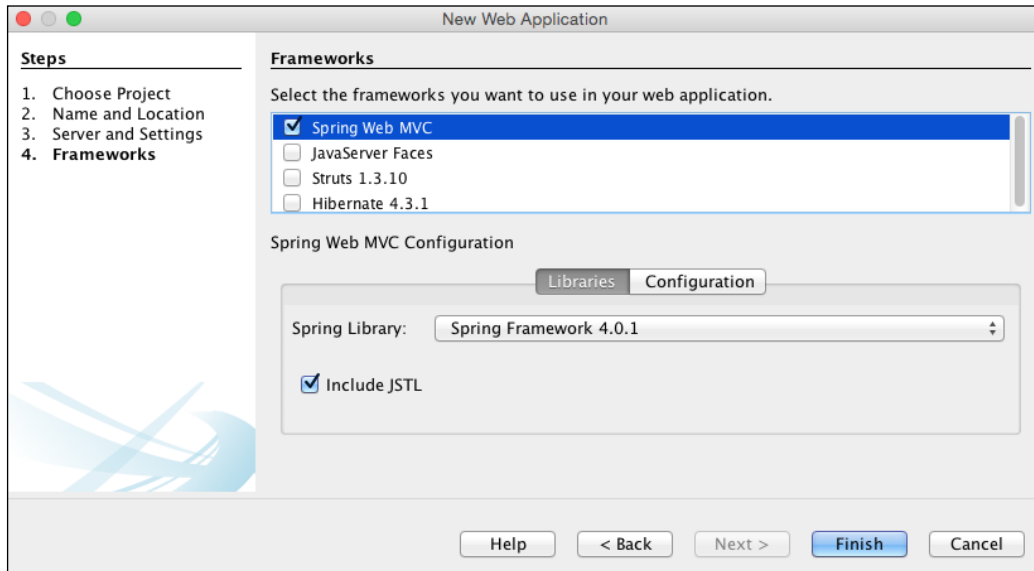 New Web Application
Steps
1. Choose Project
2. Name and Location
3. Server and Settings
4. Frameworks
Frameworks
Select the frameworks you want to use in your web application.
Spring Web MVC
JavaServer Faces
Struts 1.3.10
Hibernate 4.3.1
Spring Web MVC Configuration
Libraries Configuration
Spring Library: Spring Framework 4.0.1
Include JSTL
Help < Back Next > Finish Cancel